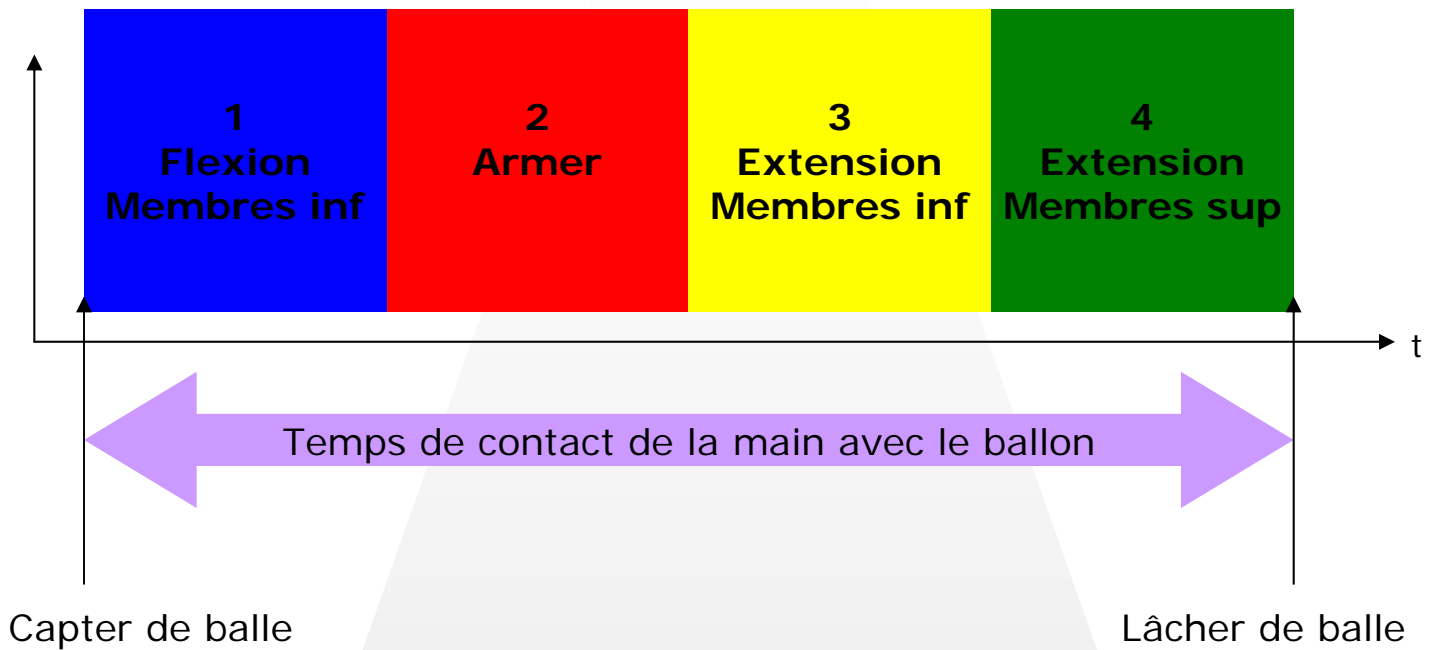 1
Flexion
Membres inf
2
Armer
3
Extension
Membres inf
4
Extension
Membres sup
t
Temps de contact de la main avec le ballon
Capter de balle
Lâcher de balle